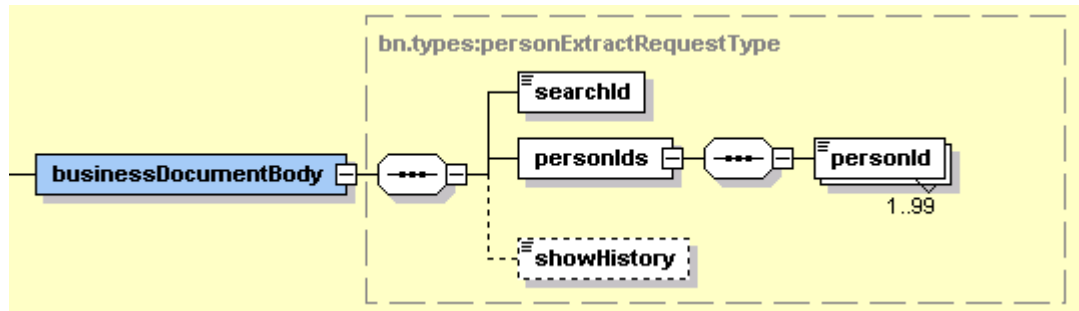 bn.types:personExtractRequestType
searchId
businessDocumentBody
personIds
personId
1..99
showHistory